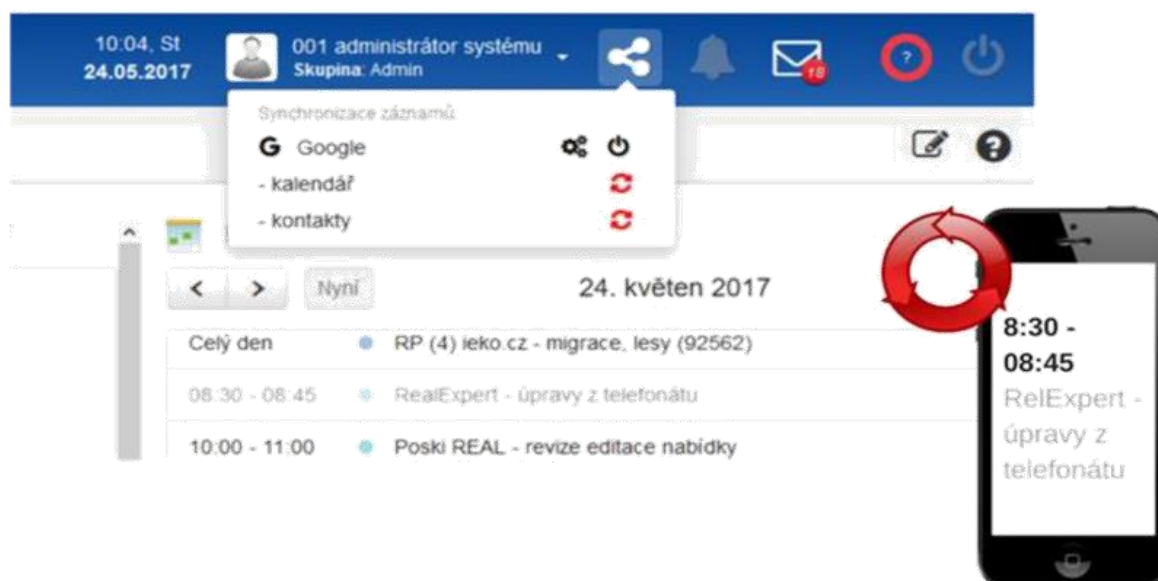 10:04, St
24.05.2017
001 administrátor systému
Skupina: Admin
18
?
Synchronizace záznamů
G Google
- kalendář
- kontakty
?
Nyní
24. květen 2017
Celý den
RP (4) ieko.cz - migrace, lesy (92562)
08:30 - 08:45
RealExpert - úpravy z telefonátu
10:00 - 11:00
Poski REAL - revize editace nabídky
8:30 -
08:45
RelExpert -
úpravy z
telefonátu